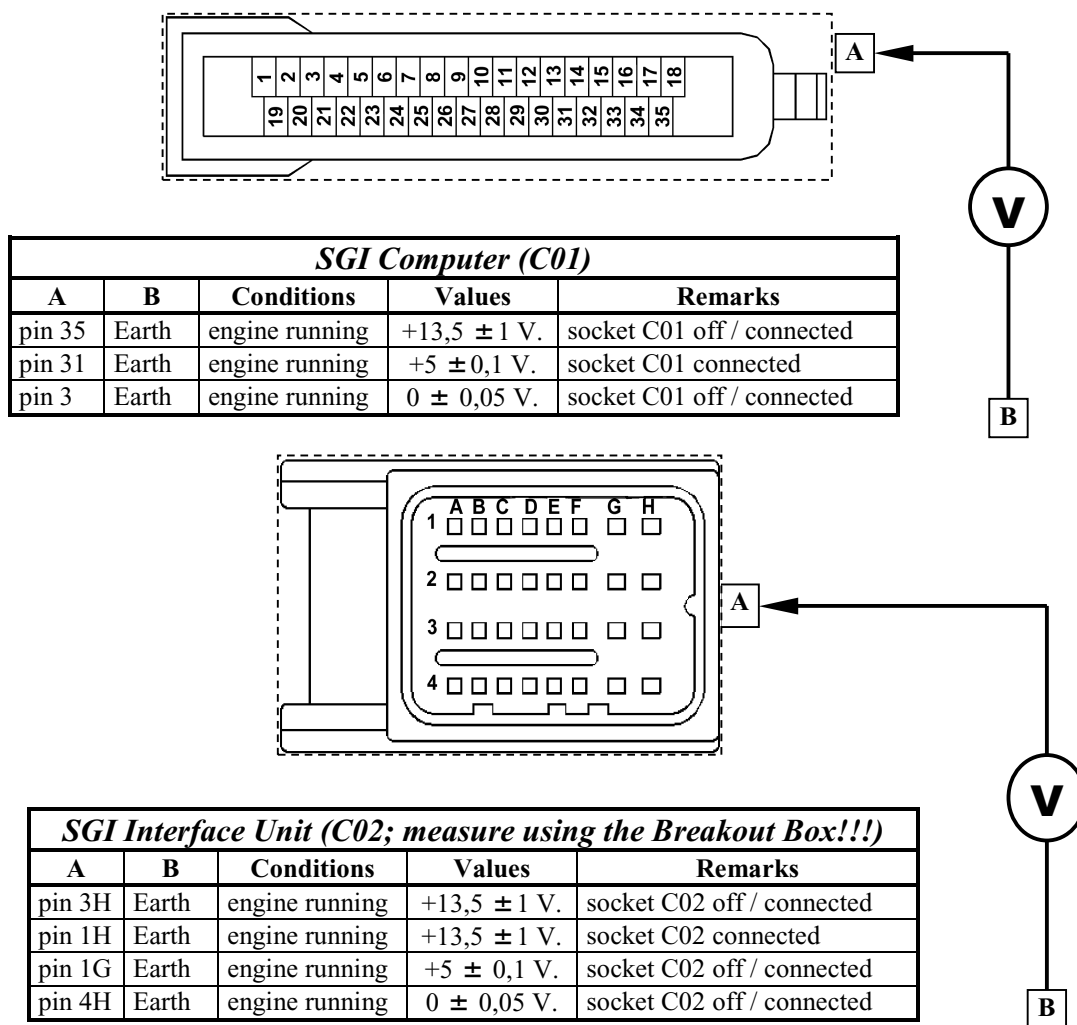 1 2 3 4 5 6 7 8 9 10 11 12 13 14 15 16 17 18
19 20 21 22 23 24 25 26 27 28 29 30 31 32 33 34 35
A
V
SGI Computer (C01)
A B Conditions Values Remarks
pin 35 Earth engine running +13,5 ± 1 V. socket C01 off / connected
pin 31 Earth engine running +5 ± 0,1 V. socket C01 connected
pin 3 Earth engine running 0 ± 0,05 V. socket C01 off / connected
B
A B C D E F G H
1
2
A
3
4
V
SGI Interface Unit (C02; measure using the Breakout Box!!!)
A B Conditions Values Remarks
pin 3H Earth engine running +13,5 ± 1 V. socket C02 off / connected
pin 1H Earth engine running +13,5 ± 1 V. socket C02 connected
pin 1G Earth engine running +5 ± 0,1 V. socket C02 off / connected
pin 4H Earth engine running 0 ± 0,05 V. socket C02 off / connected
B